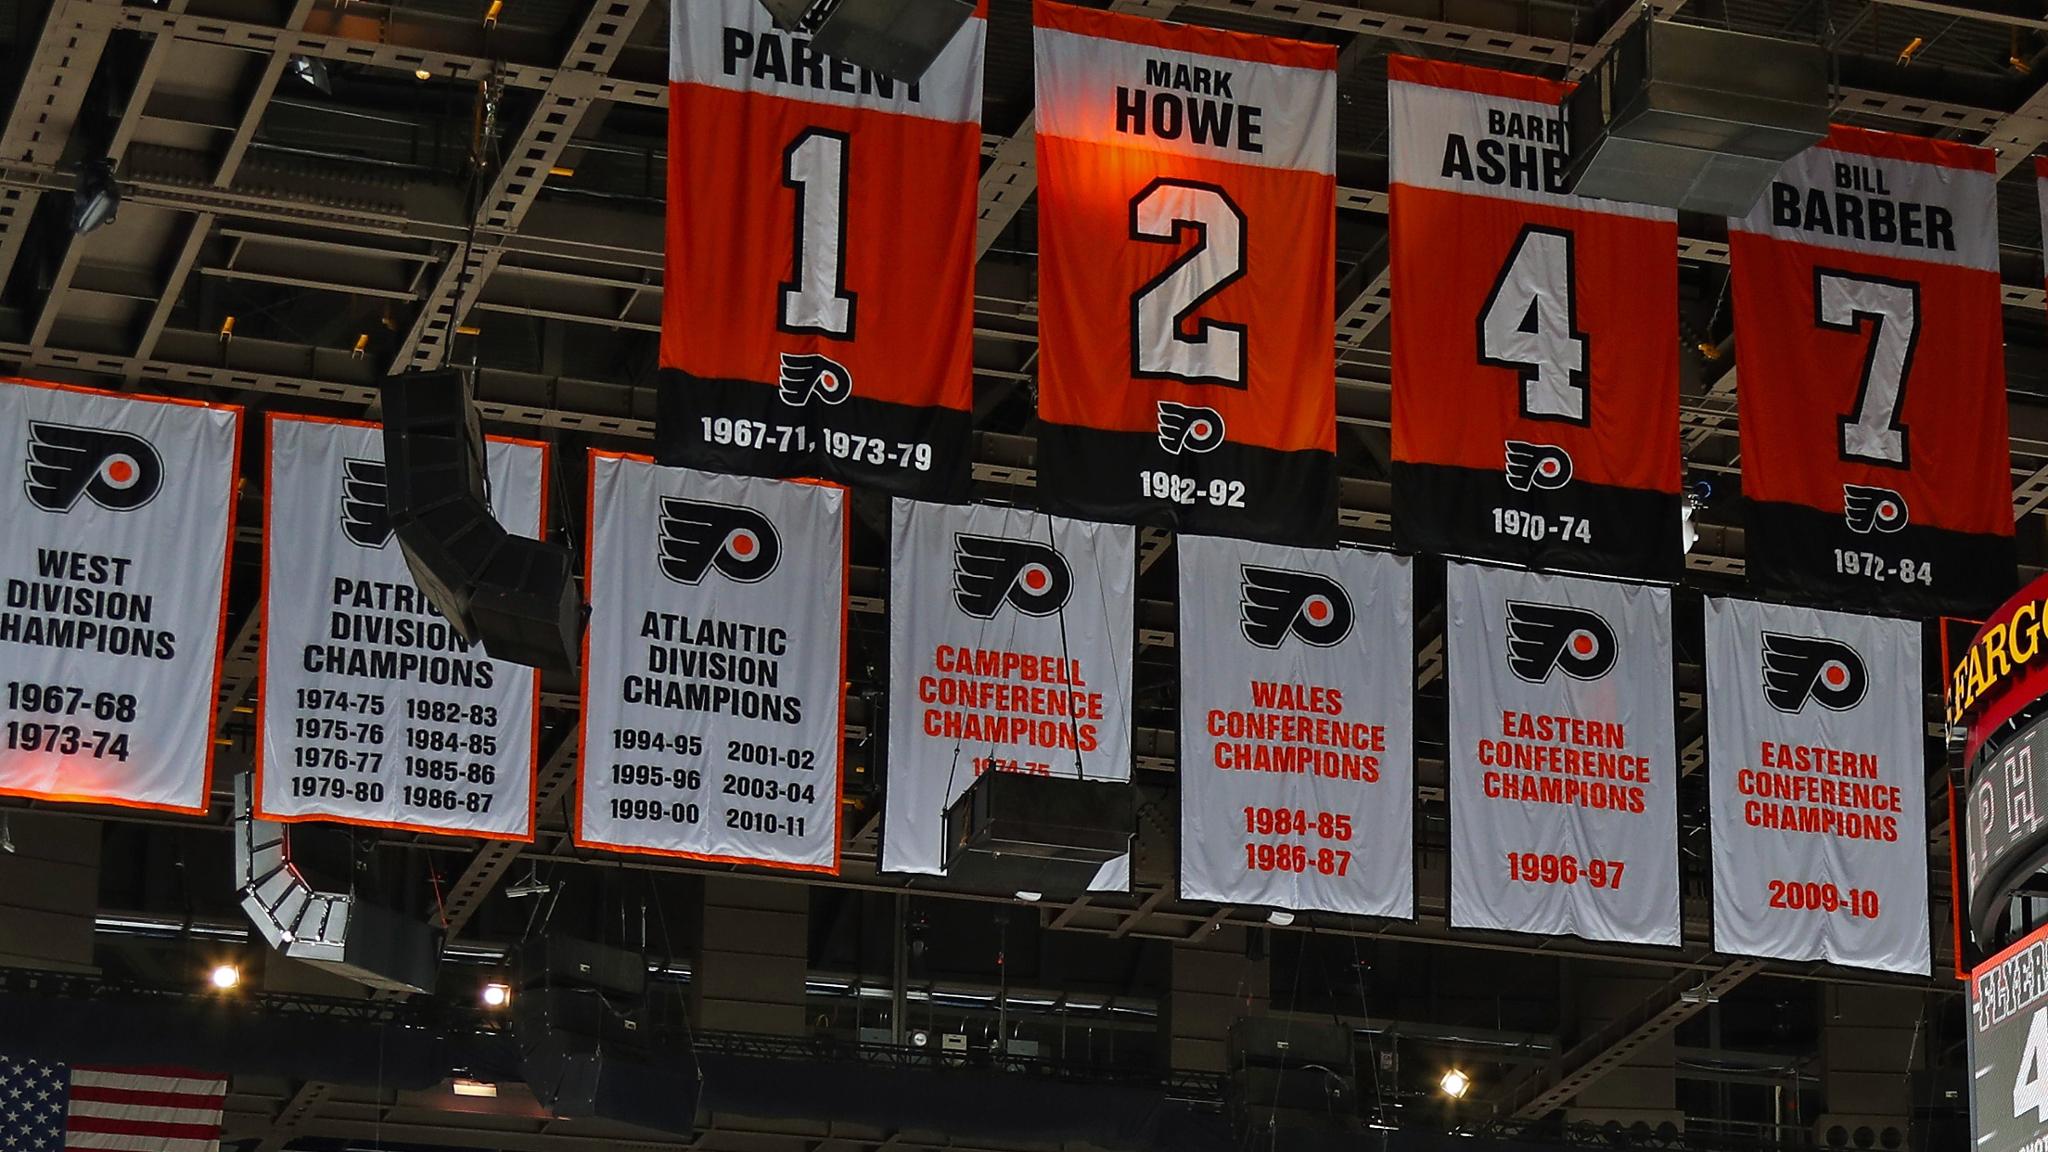 PARENT
1
1967-71, 1973-79
MARK
HOWE
2
1982-92
BARRY
4
1970-74
BILL
BARBER
7
1972-84
WEST
DIVISION
1967-68
1973-74
DIVISION
CHAMPIONS
1974-75 1982-83
1975-76 1984-85
1976-77 1985-86
1979-80 1986-87
ATLANTIC
DIVISION
CHAMPIONS
1994-95 2001-02
1995-96 2003-04
1999-00 2010-11
CAMPBELL
CONFERENCE
CHAMPIONS
1974-75
WALES
CONFERENCE
CHAMPIONS
1984-85
1986-87
EASTERN
CONFERENCE
CHAMPIONS
1996-97
EASTERN
CONFERENCE
CHAMPIONS
2009-10
4